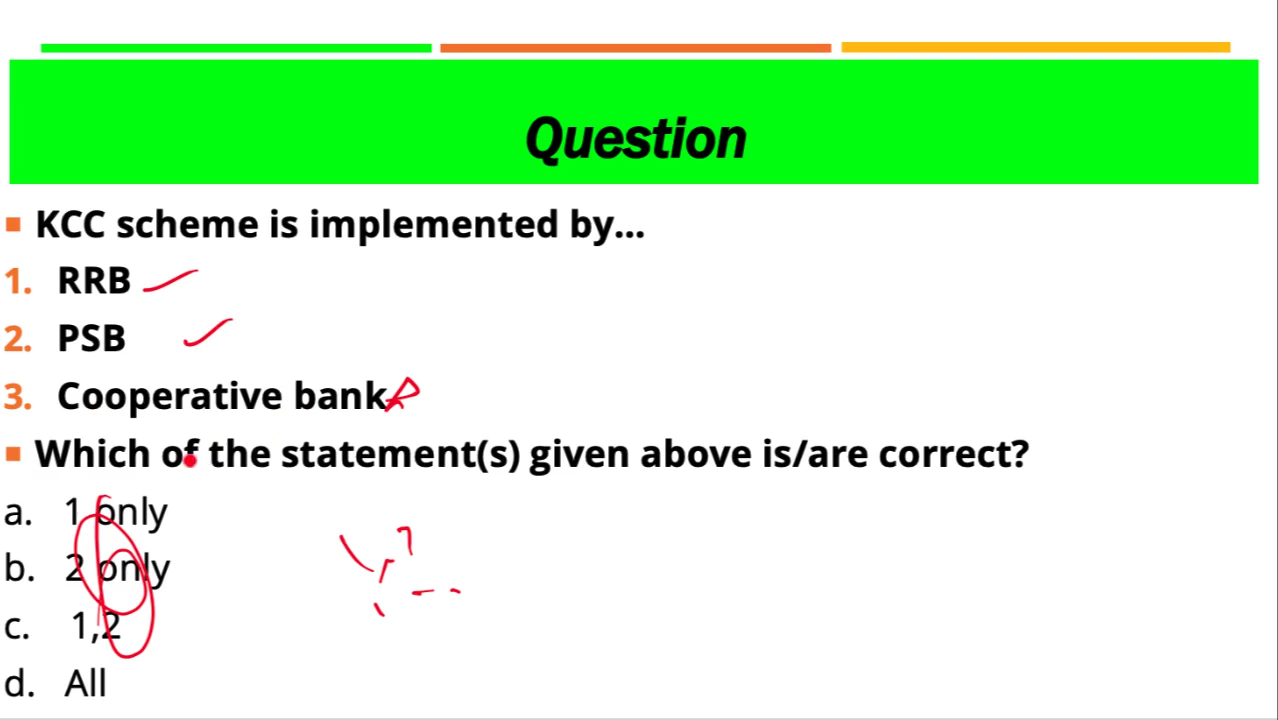 Question
KCC scheme is implemented by...
1. RRB
2. PSB
3. Cooperative bank
Which of the statement(s) given above is/are correct?
a. 1 only
b. 2 only
c. 1,2
d. All